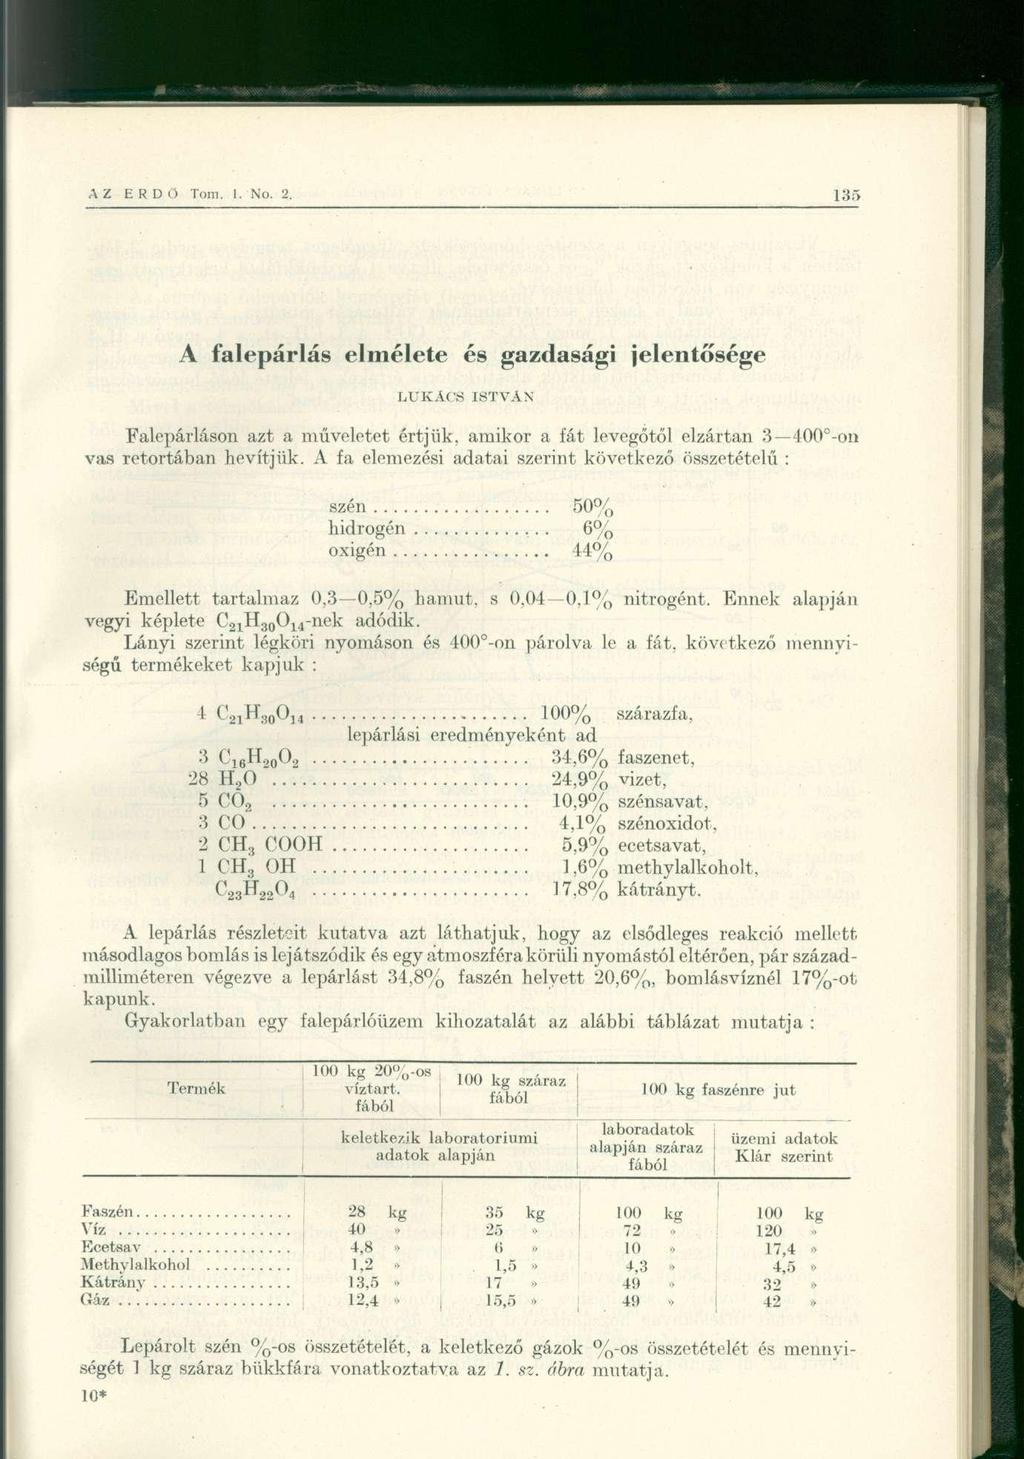 AZ ERDŐ Tom. 1. No. 2. 135
A falepárlás elmélete és gazdasági jelentősége
LUKÁCS ISTVÁN
Falepárláson azt a műveletet értjük, amikor a fát levegőtől elzártan 3—400°-on
vas retortában hevítjük. A fa elemezési adatai szerint következő összetételű :
szén .................. 50%
hidrogén .............. 6%
oxigén ................ 44%
Emellett tartalmaz 0,3—0,5% hamut, s 0,04—0,1% nitrogént. Ennek alapján
vegyi képlete C₂₁H₃₀O₁₄-nek adódik.
Lányi szerint légköri nyomáson és 400°-on párolva le a fát, következő mennyi-
ségű termékeket kapjuk :
4 C₂₁H₃₀O₁₄ ........................ 100% szárazfa,
lepárlási eredményeként ad
3 C₁₆H₂₀O₂ ........................ 34,6% faszenet,
28 H₂O ............................ 24,9% vizet,
5 CO₂ ............................ 10,9% szénsavat,
3 CO .............................. 4,1% szénoxidot,
2 CH₃ COOH ...................... 5,9% ecetsavat,
1 CH₃ OH ........................ 1,6% methylalkoholt,
C₂₃H₂₂O₄ ........................ 17,8% kátrányt.
A lepárlás részleteit kutatva azt láthatjuk, hogy az elsődleges reakció mellett
másodlagos bomlás is lejátszódik és egy átmoszféra körüli nyomástól eltérően, pár század-
milliméteren végezve a lepárlást 34,8% faszén helyett 20,6%, bomlásvíznél 17%-ot
kapunk.
Gyakorlatban egy falepárlóüzem kihozatalát az alábbi táblázat mutatja :
Termék
100 kg 20%-os
víztart.
fából
100 kg száraz
fából
100 kg faszénre jut
keletkezik laboratoriumi
adatok alapján
laboradatok
alapján száraz
fából
üzemi adatok
Klár szerint
Faszén .................. 28 kg 35 kg 100 kg 100 kg
Víz .................... 40 » 25 » 72 » 120 »
Ecetsav ................ 4,8 » 6 » 10 » 17,4 »
Methylalkohol .......... 1,2 » 1,5 » 4,3 » 4,5 »
Kátrány ................ 13,5 » 17 » 49 » 32 »
Gáz .................... 12,4 » 15,5 » 49 » 42 »
Lepárolt szén %-os összetételét, a keletkező gázok %-os összetételét és mennyi-
ségét 1 kg száraz bükkfára vonatkoztatva az 1. sz. ábra mutatja.
10*